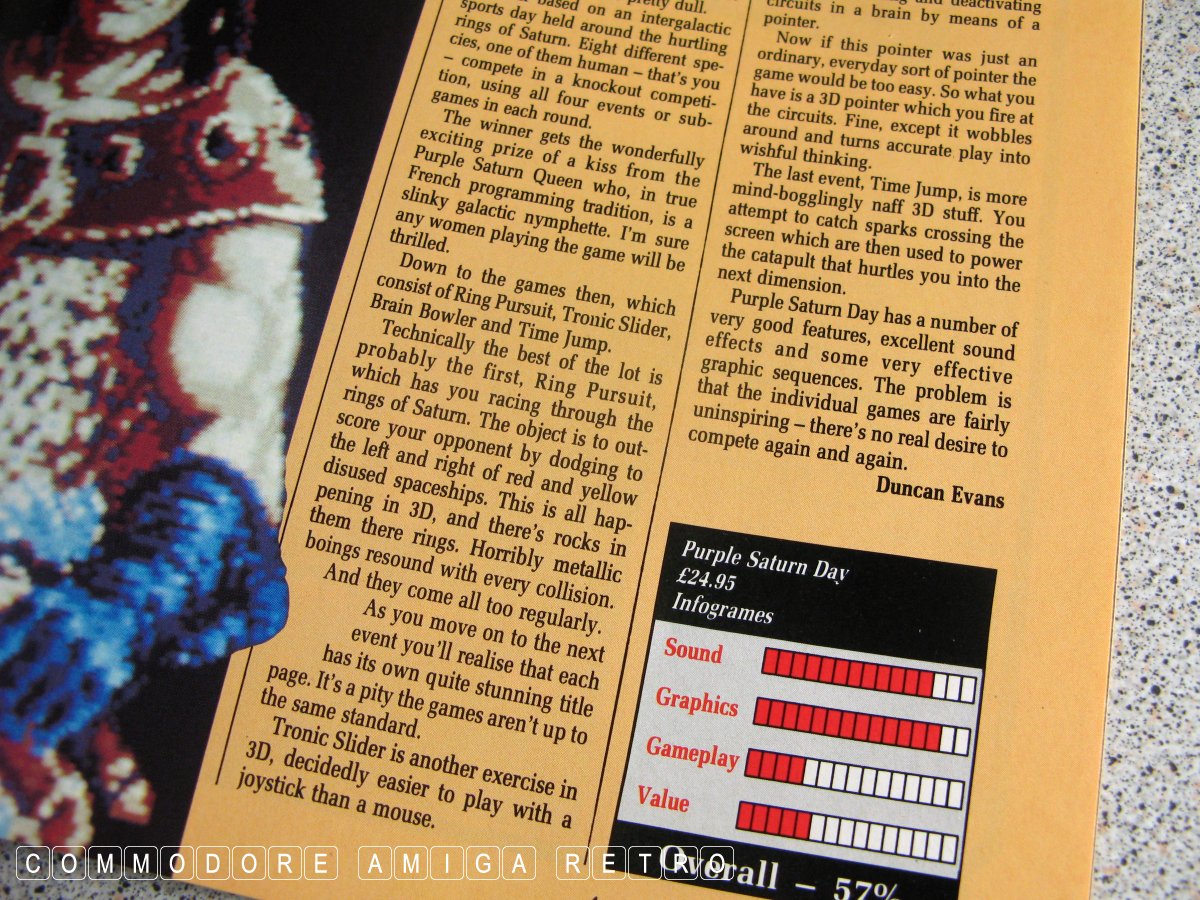 pretty dull.
based on an intergalactic
sports day held around the hurtling
rings of Saturn. Eight different spe-
cies, one of them human – that's you
– compete in a knockout competi-
tion, using all four events or sub-
games in each round.
The winner gets the wonderfully
exciting prize of a kiss from the
Purple Saturn Queen who, in true
French programming tradition, is a
slinky galactic nymphette. I'm sure
any women playing the game will be
thrilled.
Down to the games then, which
consist of Ring Pursuit, Tronic Slider,
Brain Bowler and Time Jump.
Technically the best of the lot is
probably the first, Ring Pursuit,
which has you racing through the
rings of Saturn. The object is to out-
score your opponent by dodging to
the left and right of red and yellow
disused spaceships. This is all hap-
pening in 3D, and there's rocks in
them there rings. Horribly metallic
boings resound with every collision.
And they come all too regularly.
As you move on to the next
event you'll realise that each
has its own quite stunning title
page. It's a pity the games aren't up to
the same standard.
Tronic Slider is another exercise in
3D, decidedly easier to play with a
joystick than a mouse.
and deactivating
circuits in a brain by means of a
pointer.
Now if this pointer was just an
ordinary, everyday sort of pointer the
game would be too easy. So what you
have is a 3D pointer which you fire at
the circuits. Fine, except it wobbles
around and turns accurate play into
wishful thinking.
The last event, Time Jump, is more
mind-bogglingly naff 3D stuff. You
attempt to catch sparks crossing the
screen which are then used to power
the catapult that hurtles you into the
next dimension.
Purple Saturn Day has a number of
very good features, excellent sound
effects and some very effective
graphic sequences. The problem is
that the individual games are fairly
uninspiring – there's no real desire to
compete again and again.
Duncan Evans
Purple Saturn Day
£24.95
Infogrames
Sound
Graphics
Gameplay
Value
Overall – 57%
COMMODORE AMIGA RETRO